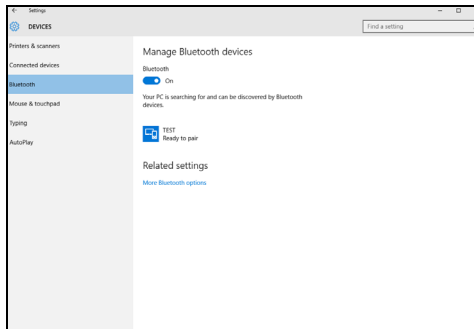 Settings
DEVICES
Find a setting
Printers & scanners
Connected devices
Bluetooth
Mouse & touchpad
Typing
AutoPlay
Manage Bluetooth devices
Bluetooth
On
Your PC is searching for and can be discovered by Bluetooth
devices.
TEST
Ready to pair
Related settings
More Bluetooth options